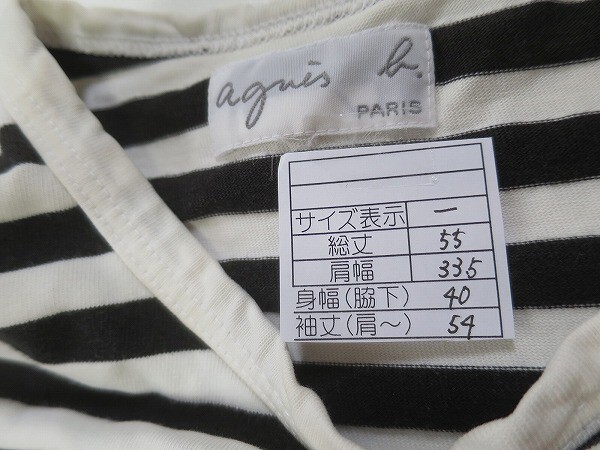 agnès b.
PARIS
サイズ表示 ー
総丈 55
肩幅 33.5
身幅(脇下) 40
袖丈(肩〜) 54